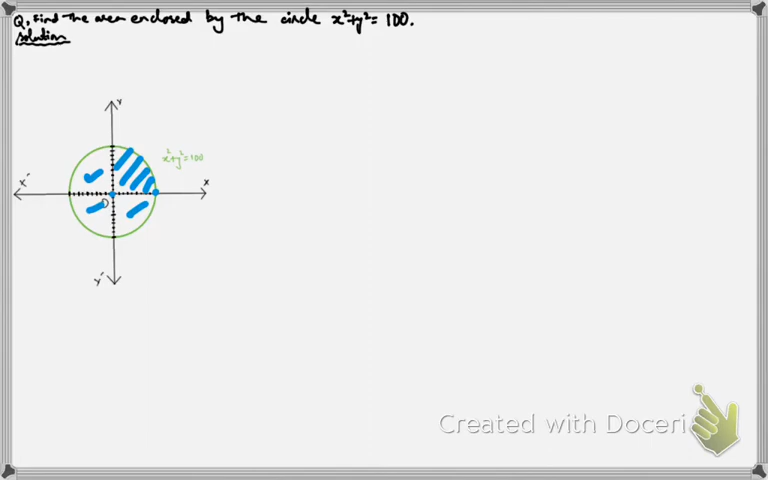 Q, Find the area enclosed by the circle x²+y²= 100.
Solution
Y
x²+y²=100
X' X
O
Y'
Created with Doceri